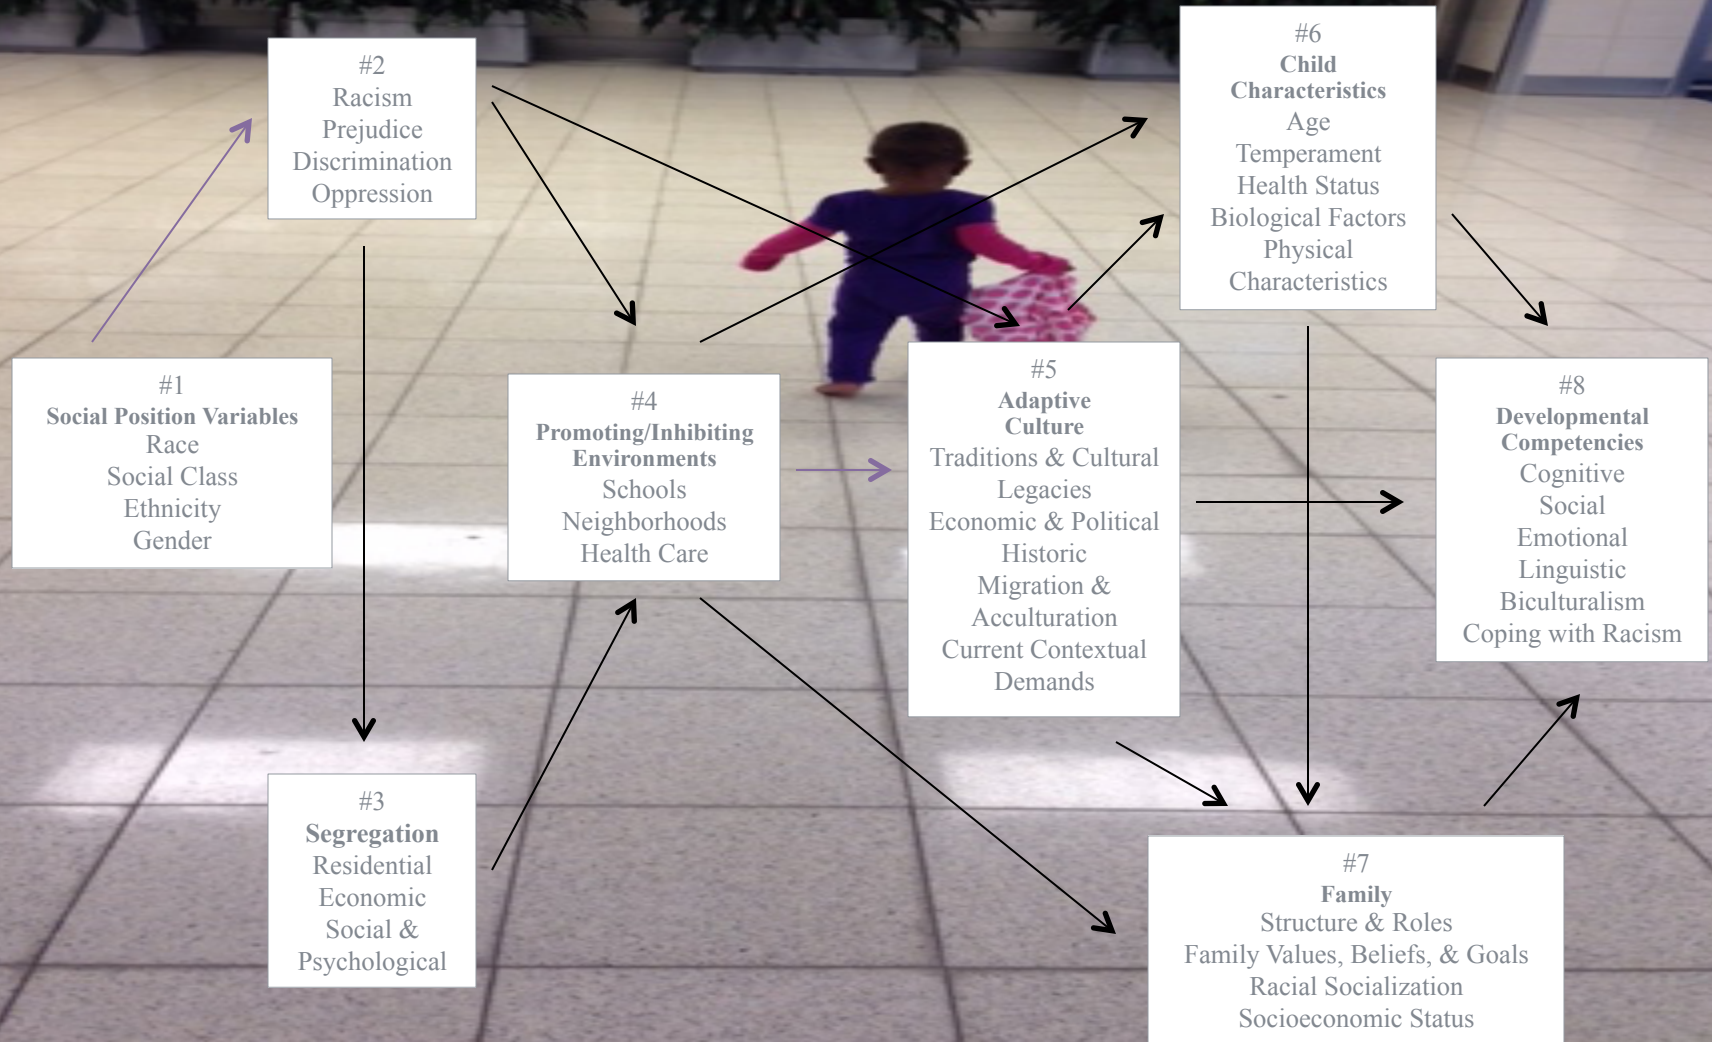 #1
Social Position Variables
Race
Social Class
Ethnicity
Gender
#2
Racism
Prejudice
Discrimination
Oppression
#3
Segregation
Residential
Economic
Social &
Psychological
#4
Promoting/Inhibiting
Environments
Schools
Neighborhoods
Health Care
#5
Adaptive
Culture
Traditions & Cultural
Legacies
Economic & Political
Historic
Migration &
Acculturation
Current Contextual
Demands
#6
Child
Characteristics
Age
Temperament
Health Status
Biological Factors
Physical
Characteristics
#7
Family
Structure & Roles
Family Values, Beliefs, & Goals
Racial Socialization
Socioeconomic Status
#8
Developmental
Competencies
Cognitive
Social
Emotional
Linguistic
Biculturalism
Coping with Racism